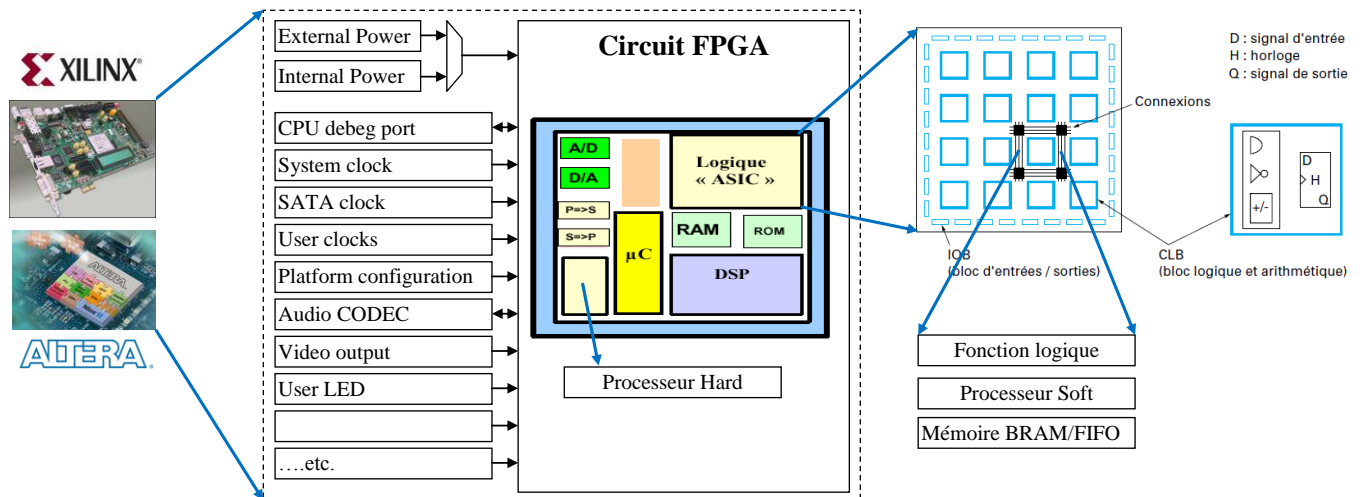 XILINX®
ALTERA
ALTERA®
External Power
Internal Power
CPU debeg port
System clock
SATA clock
User clocks
Platform configuration
Audio CODEC
Video output
User LED
….etc.
Circuit FPGA
A/D
D/A
P=>S
S=>P
µC
Logique
« ASIC »
RAM
ROM
DSP
Processeur Hard
D : signal d'entrée
H : horloge
Q : signal de sortie
Connexions
D
H
Q
+/-
IOB
(bloc d'entrées / sorties)
CLB
(bloc logique et arithmétique)
Fonction logique
Processeur Soft
Mémoire BRAM/FIFO